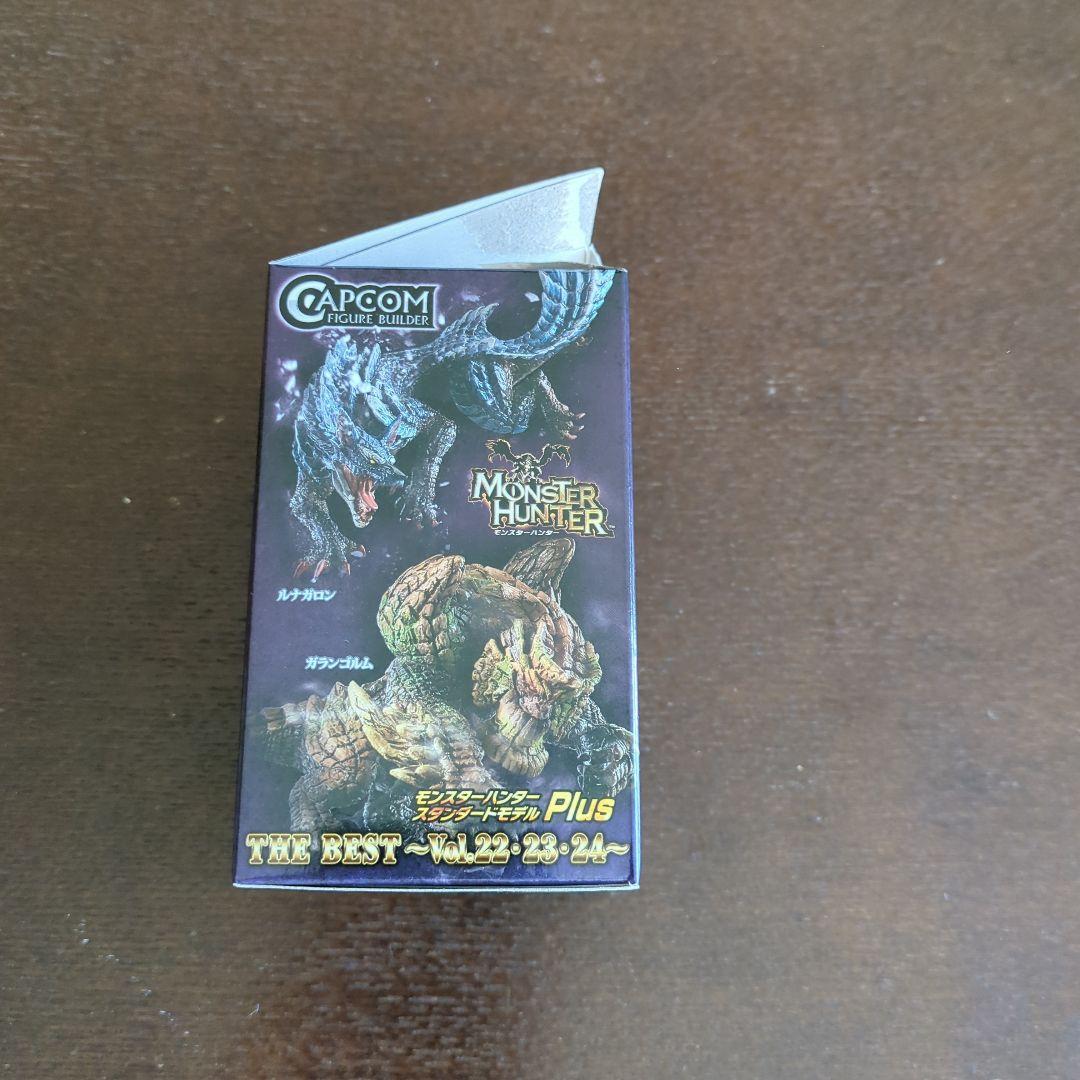 CAPCOM
FIGURE BUILDER
MONSTER
HUNTER™
モンスターハンター
ルナガロン
ガランゴルム
モンスターハンター
スタンダードモデル Plus
THE BEST ～Vol.22・23・24～